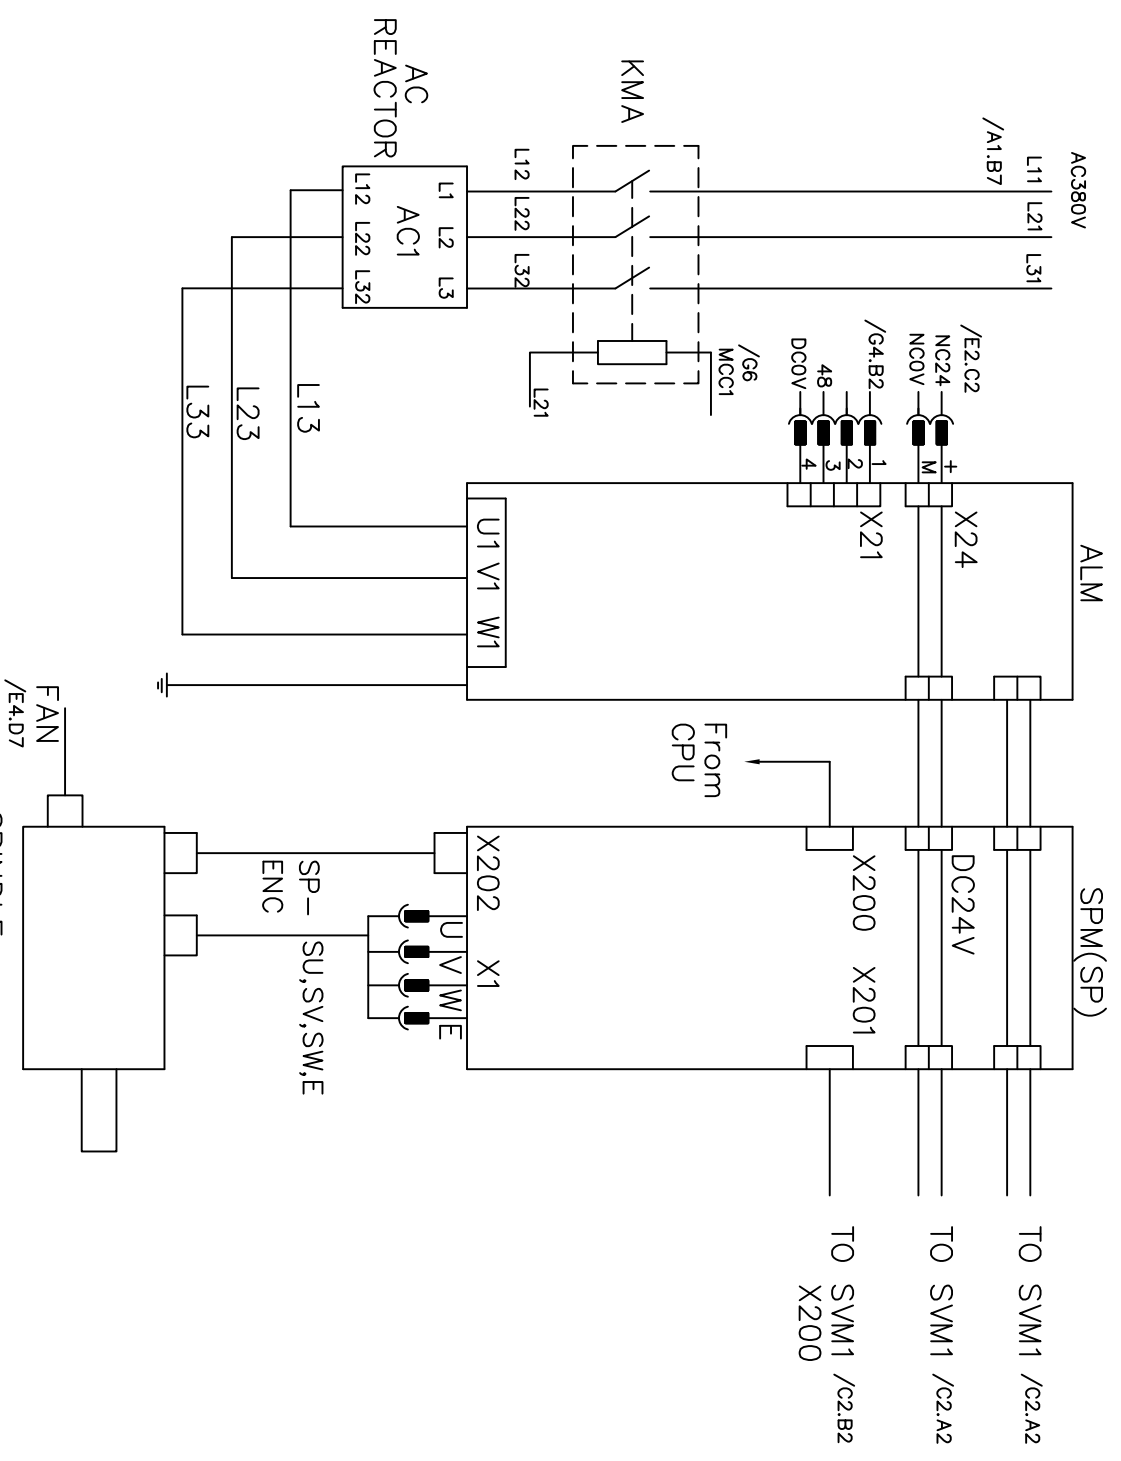 AC380V
L11
L21
L31
/A1.B7
KMA
L12
L22
L32
/G6
MCC1
L21
AC
REACTOR
L1
L2
L3
AC1
L12
L22
L32
L13
L23
L33
/E2.C2
NC24
NC0V
/G4.B2
48
DC0V
+
M
1
2
3
4
ALM
X24
X21
U1
V1
W1
From
CPU
SPM(SP)
DC24V
X200
X201
X202
X1
U
V
W
E
SP-
ENC
SU,SV,SW,E
FAN
/E4.D7
TO SVM1 /C2.A2
TO SVM1 /C2.A2
TO SVM1 /C2.B2
X200